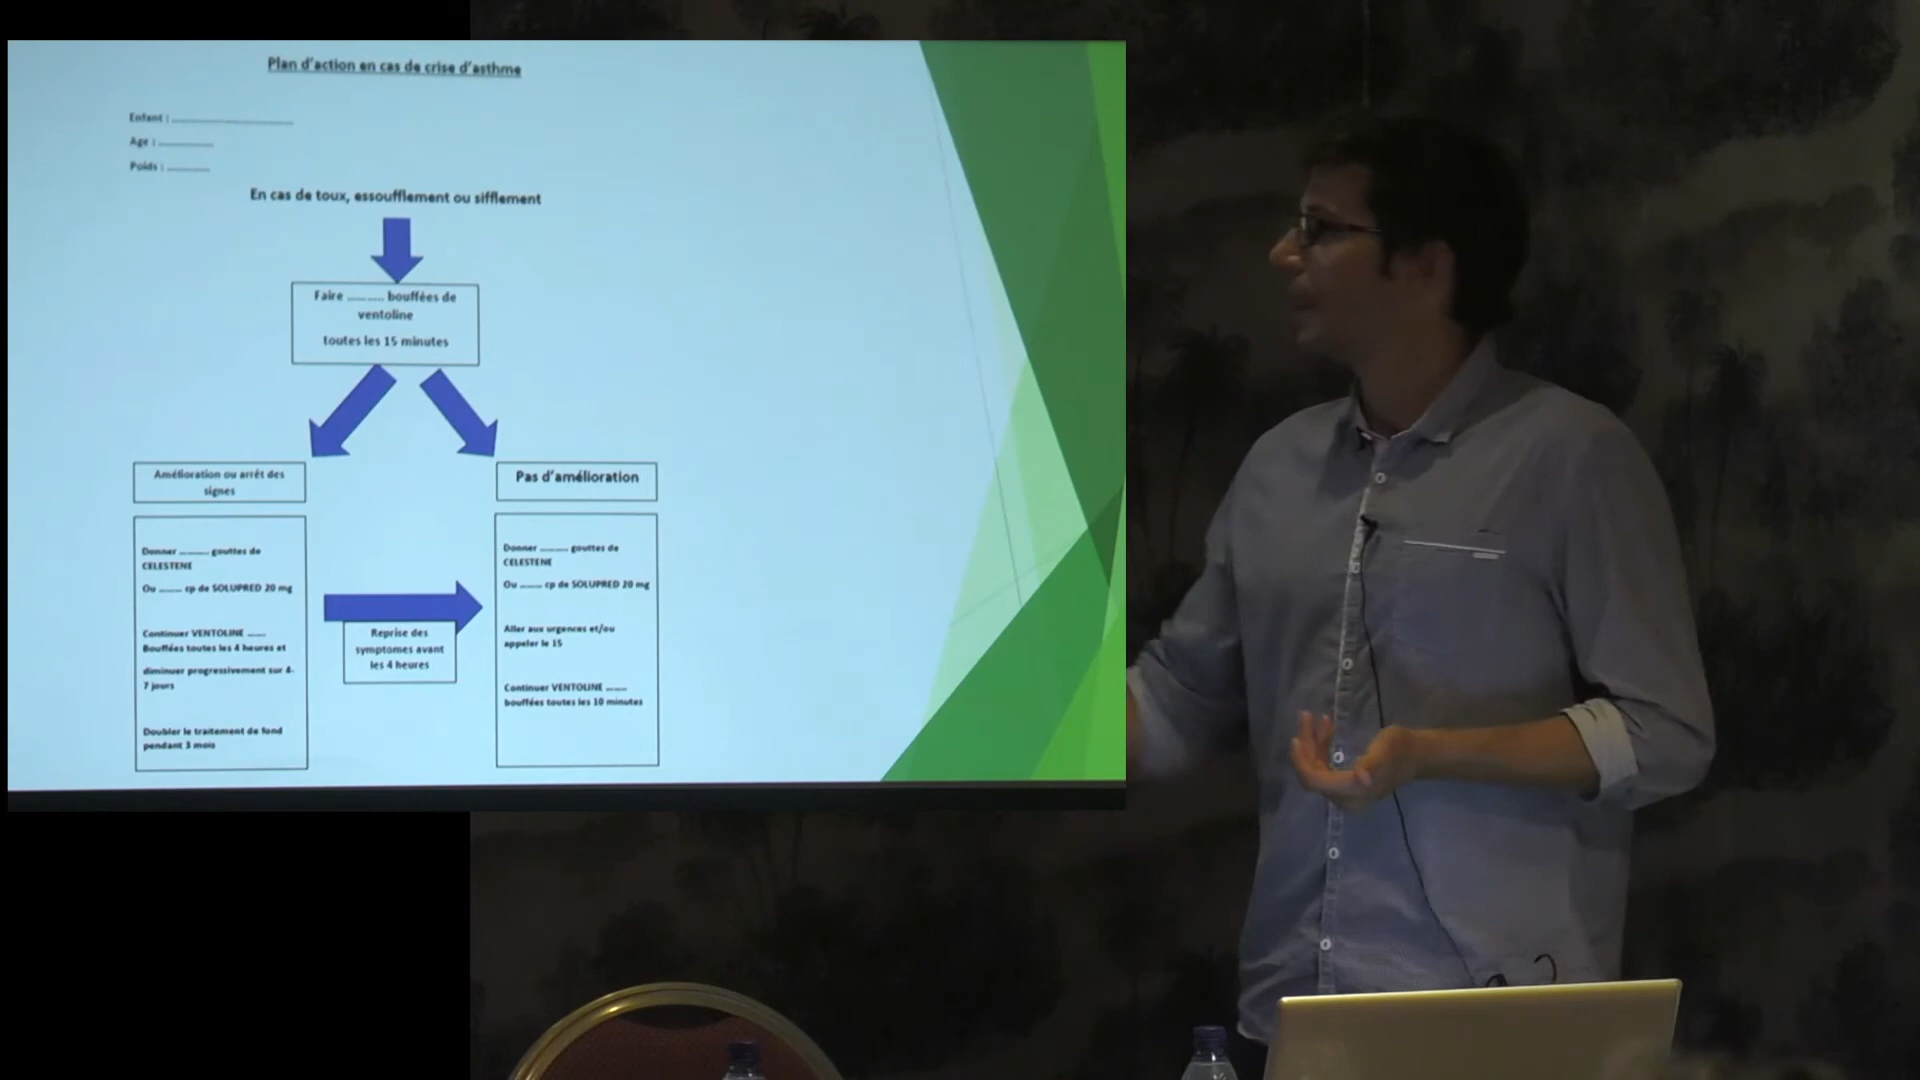 Plan d'action en cas de crise d'asthme
Enfant : ........................
Age : ............
Poids : ..........
En cas de toux, essoufflement ou sifflement
Faire .......... bouffées de
ventoline
toutes les 15 minutes
Amélioration ou arrêt des
signes
Pas d'amélioration
Donner .......... gouttes de
CELESTENE
Ou ........ cp de SOLUPRED 20 mg
Continuer VENTOLINE ......
Bouffées toutes les 4 heures et
diminuer progressivement sur 4-
7 jours
Doubler le traitement de fond
pendant 3 mois
Reprise des
symptomes avant
les 4 heures
Donner .......... gouttes de
CELESTENE
Ou ........ cp de SOLUPRED 20 mg
Aller aux urgences et/ou
appeler le 15
Continuer VENTOLINE ......
bouffées toutes les 10 minutes